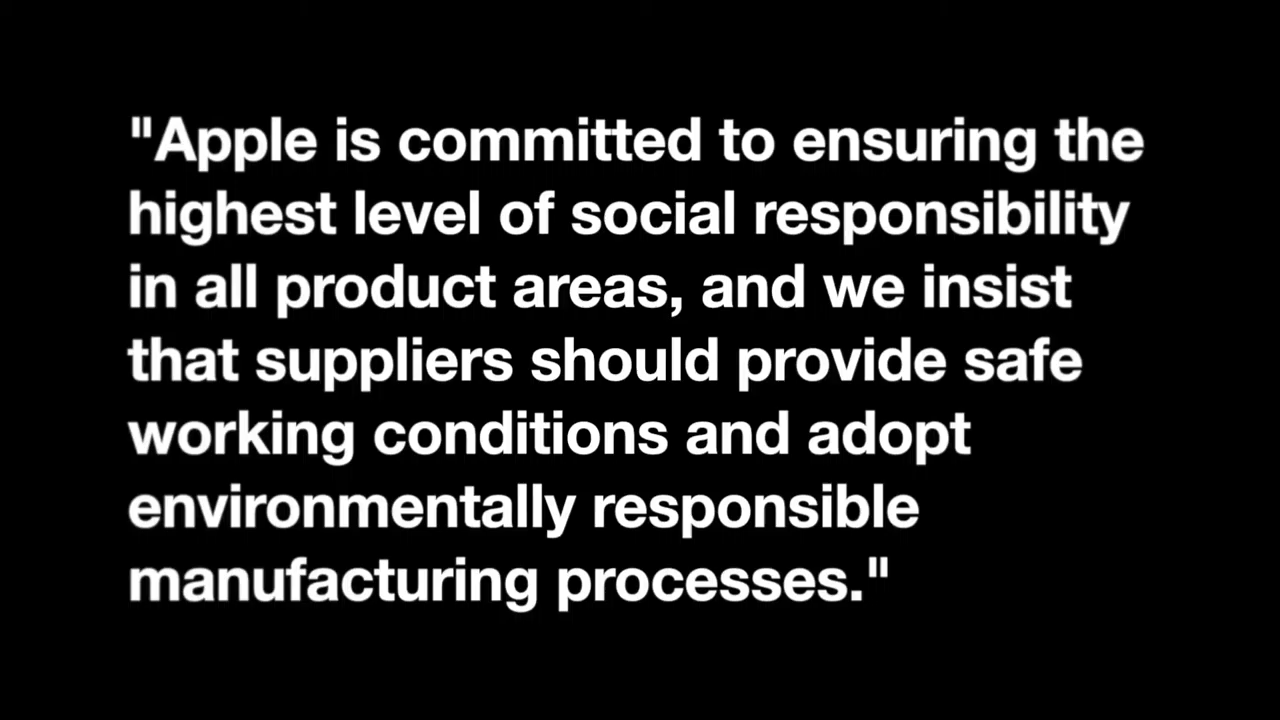 "Apple is committed to ensuring the
highest level of social responsibility
in all product areas, and we insist
that suppliers should provide safe
working conditions and adopt
environmentally responsible
manufacturing processes."